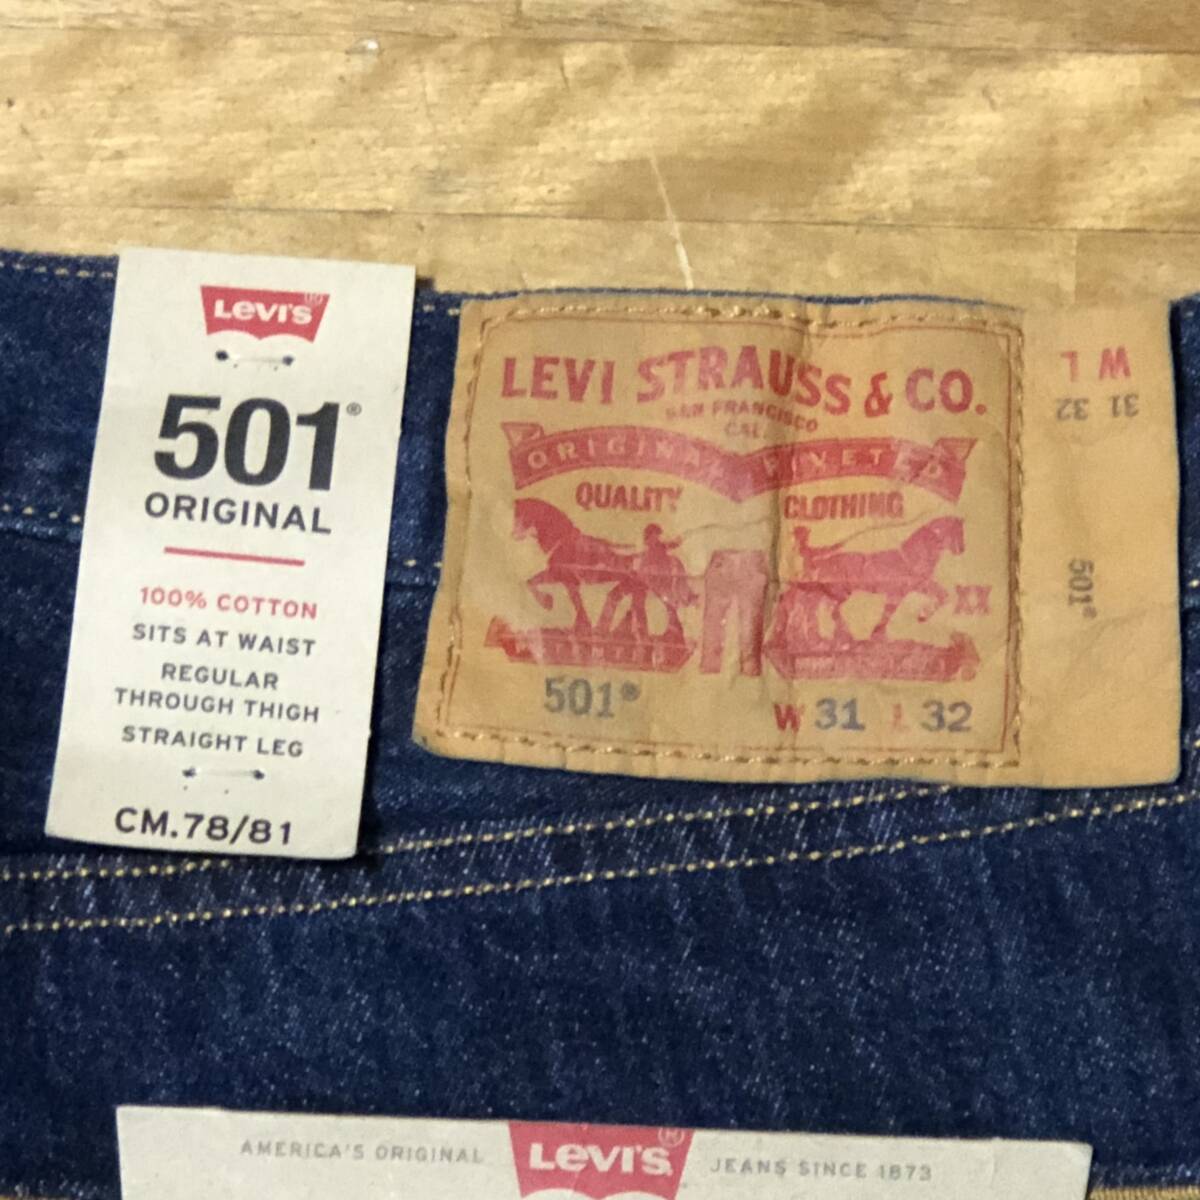 LEVI'S®
501®
ORIGINAL
100% COTTON
SITS AT WAIST
REGULAR
THROUGH THIGH
STRAIGHT LEG
CM.78/81
LEVI STRAUSS & CO.
SAN FRANCISCO
CAL.
ORIGINAL RIVETED
QUALITY CLOTHING
XX
501®
W 31 L 32
W L
31 32
501®
AMERICA'S ORIGINAL LEVI'S® JEANS SINCE 1873